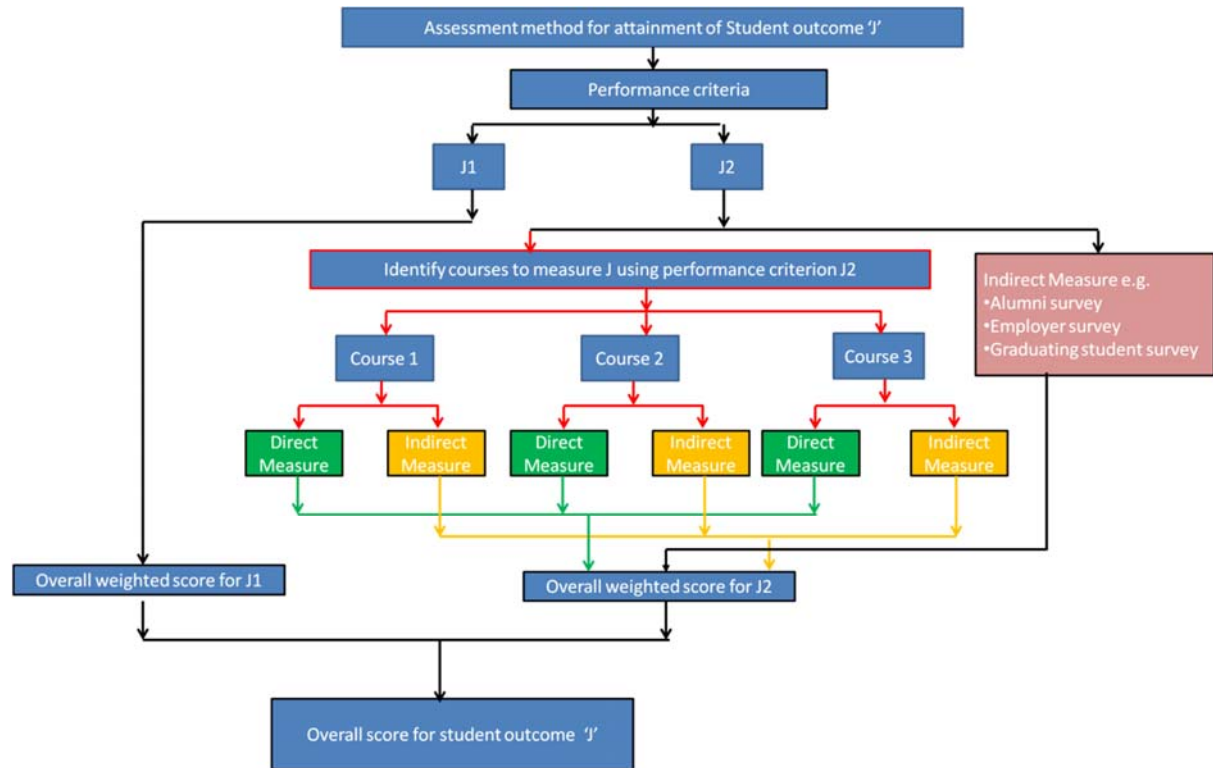 Assessment method for attainment of Student outcome ‘J’
Performance criteria
J1
J2
Identify courses to measure J using performance criterion J2
Indirect Measure e.g.
•Alumni survey
•Employer survey
•Graduating student survey
Course 1
Course 2
Course 3
Direct
Measure
Indirect
Measure
Direct
Measure
Indirect
Measure
Direct
Measure
Indirect
Measure
Overall weighted score for J1
Overall weighted score for J2
Overall score for student outcome ‘J’